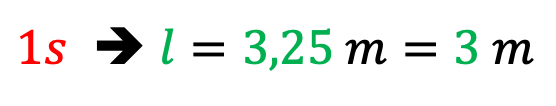 1s ➔ l = 3,25 m = 3 m